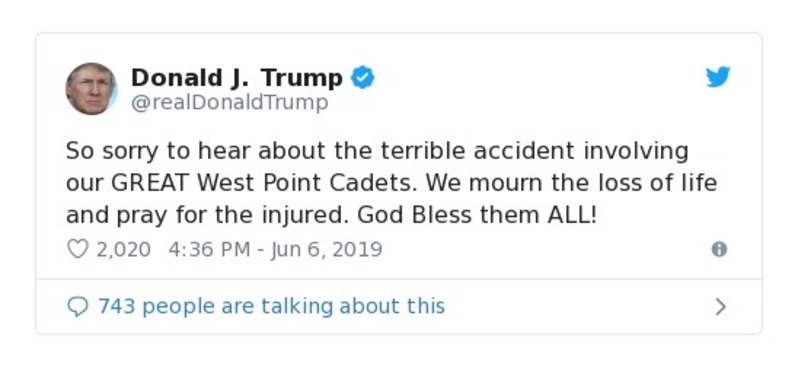 Donald J. Trump
@realDonaldTrump
So sorry to hear about the terrible accident involving
our GREAT West Point Cadets. We mourn the loss of life
and pray for the injured. God Bless them ALL!
2,020 4:36 PM - Jun 6, 2019
743 people are talking about this